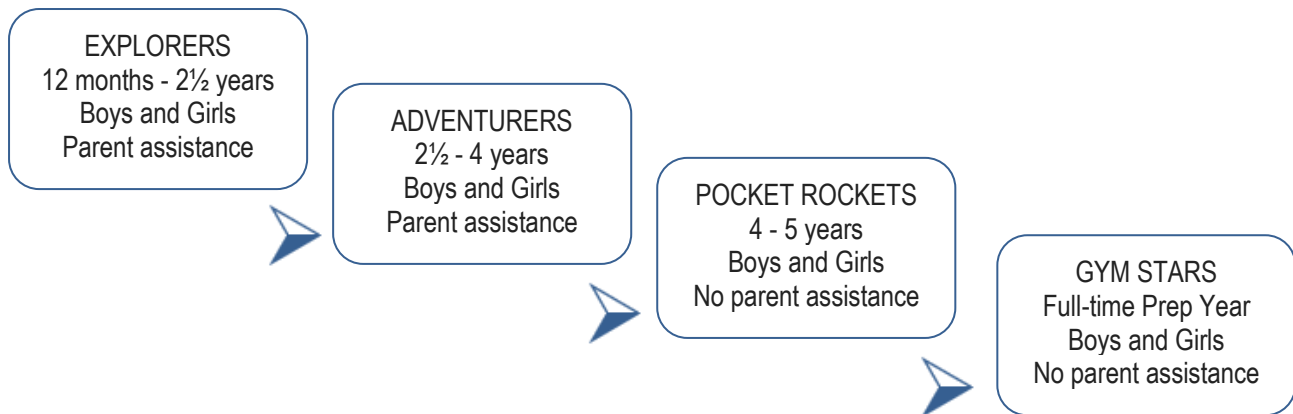 EXPLORERS
12 months - 2½ years
Boys and Girls
Parent assistance
ADVENTURERS
2½ - 4 years
Boys and Girls
Parent assistance
POCKET ROCKETS
4 - 5 years
Boys and Girls
No parent assistance
GYM STARS
Full-time Prep Year
Boys and Girls
No parent assistance